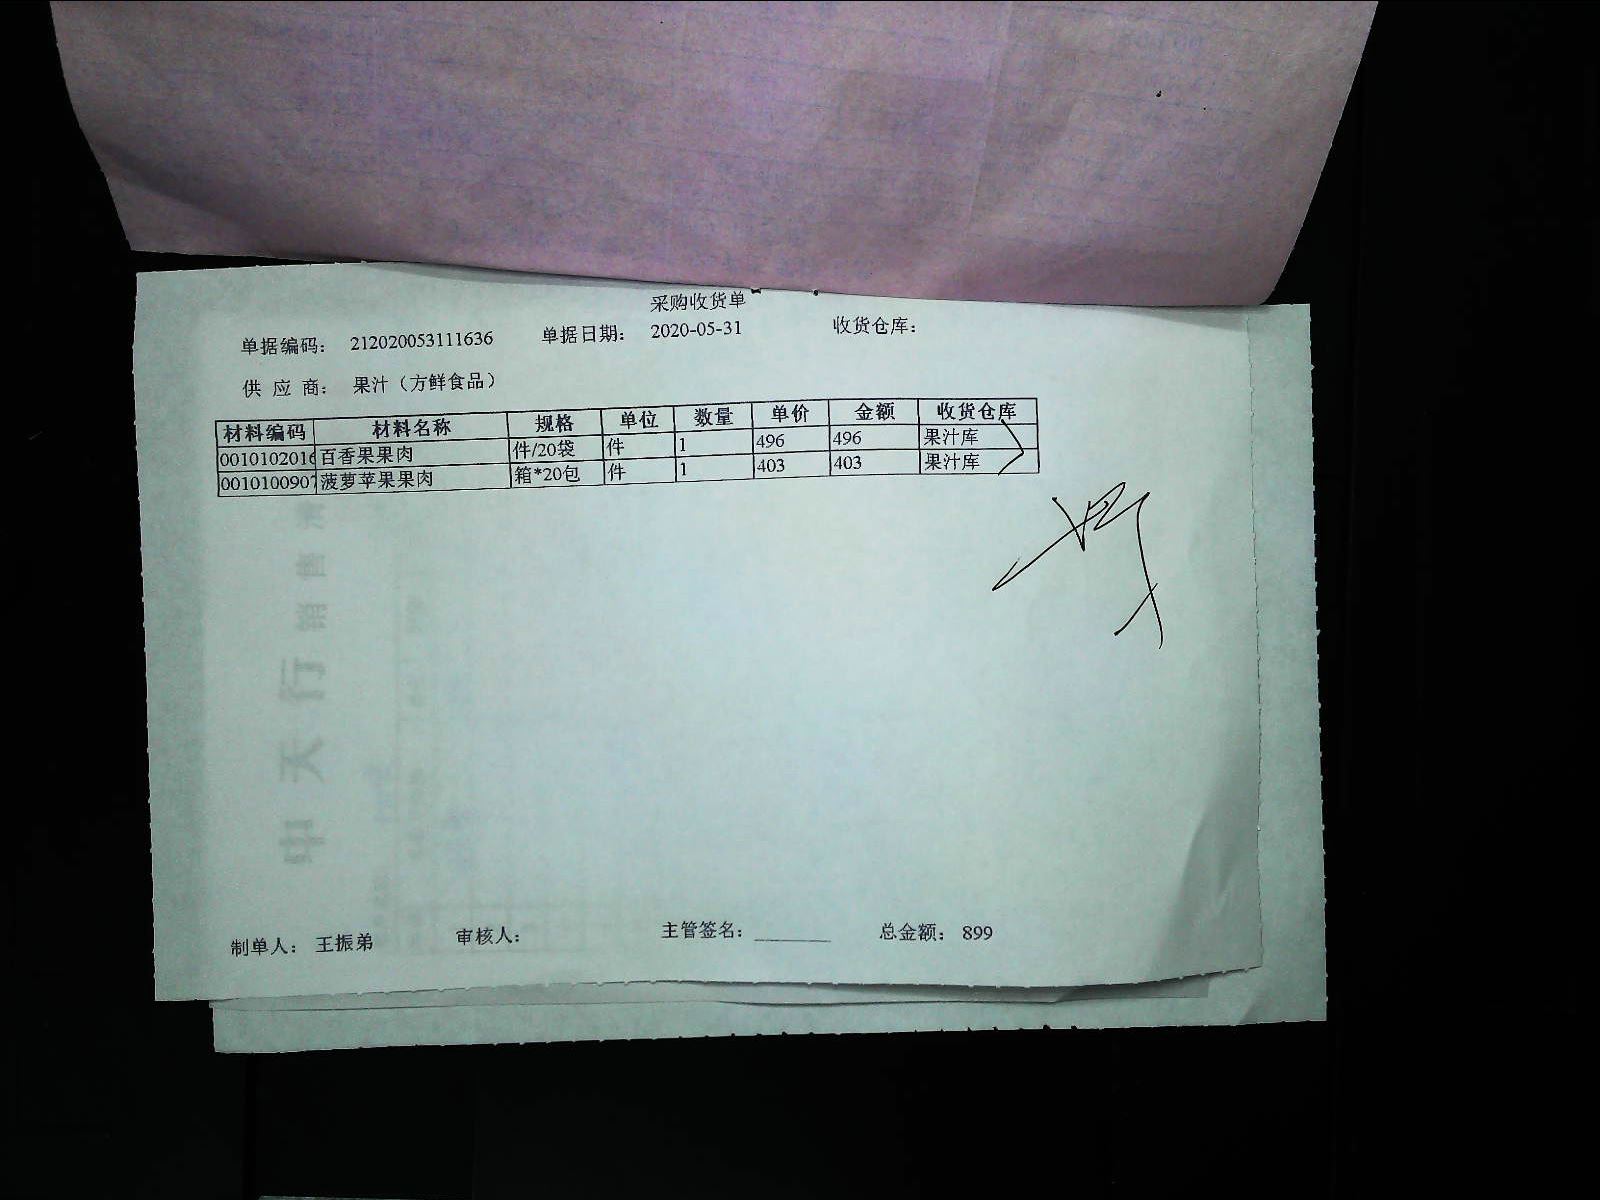 采购收货单
单据编码： 212020053111636 单据日期： 2020-05-31 收货仓库：
供 应 商： 果汁（方鲜食品）
材料编码 材料名称 规格 单位 数量 单价 金额 收货仓库
0010102016 百香果果肉 件/20袋 件 1 496 496 果汁库
001010090 菠萝苹果果肉 箱*20包 件 1 403 403 果汁库
制单人： 王振弟 审核人： 主管签名： 总金额： 899